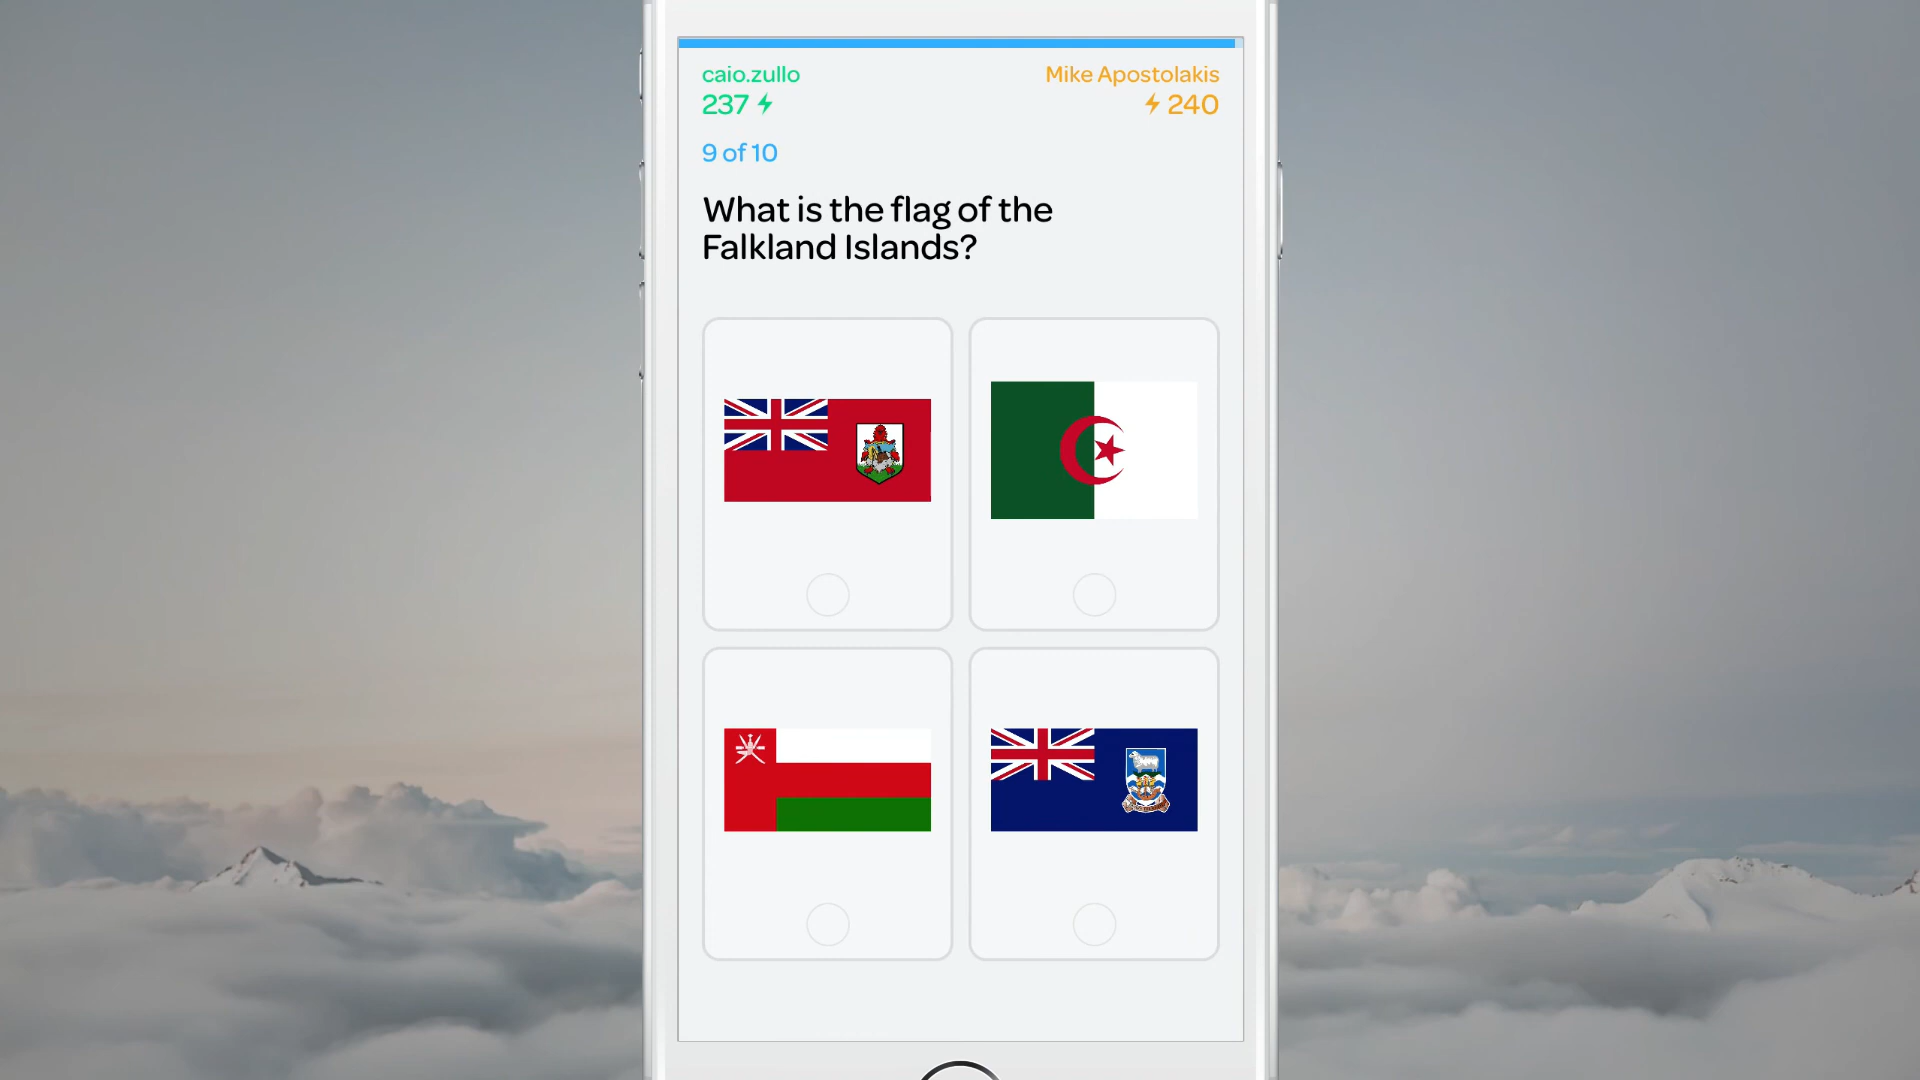 caio.zullo
Mike Apostolakis
237
240
9 of 10
What is the flag of the
Falkland Islands?